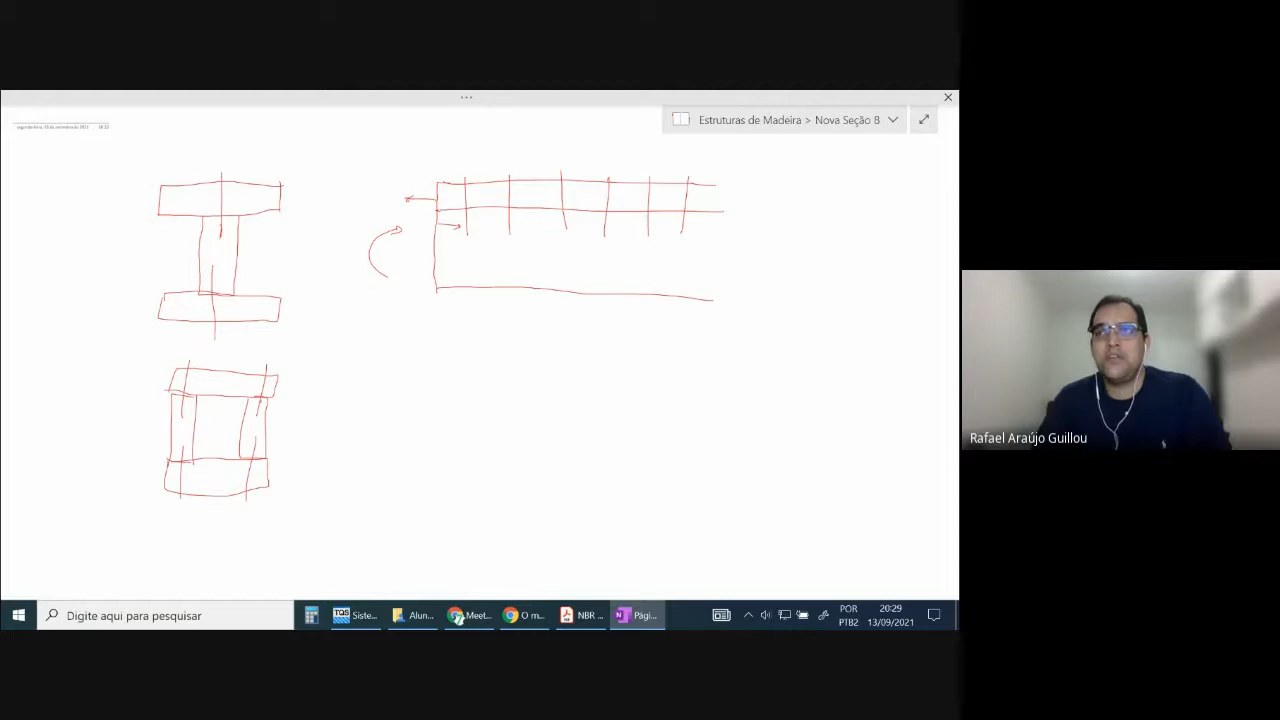 Estruturas de Madeira > Nova Seção 8
Rafael Araújo Guillou
Digite aqui para pesquisar
TQS
Siste...
Alun...
Meet...
O m...
NBR ...
Pági...
POR
PTB2
20:29
13/09/2021